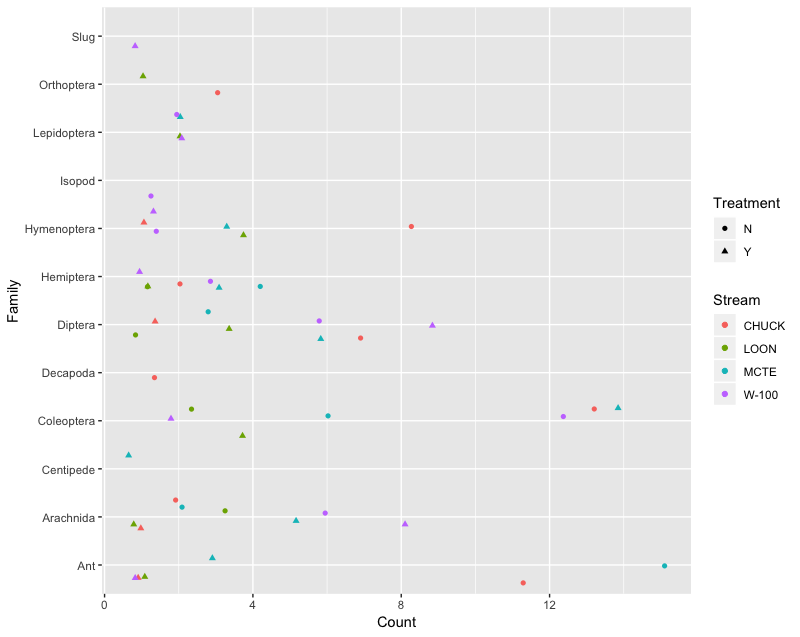 Slug
Orthoptera
Lepidoptera
Isopod
Hymenoptera
Hemiptera
Diptera
Decapoda
Coleoptera
Centipede
Arachnida
Ant
Family
0 4 8 12
Count
Treatment
N
Y
Stream
CHUCK
LOON
MCTE
W-100